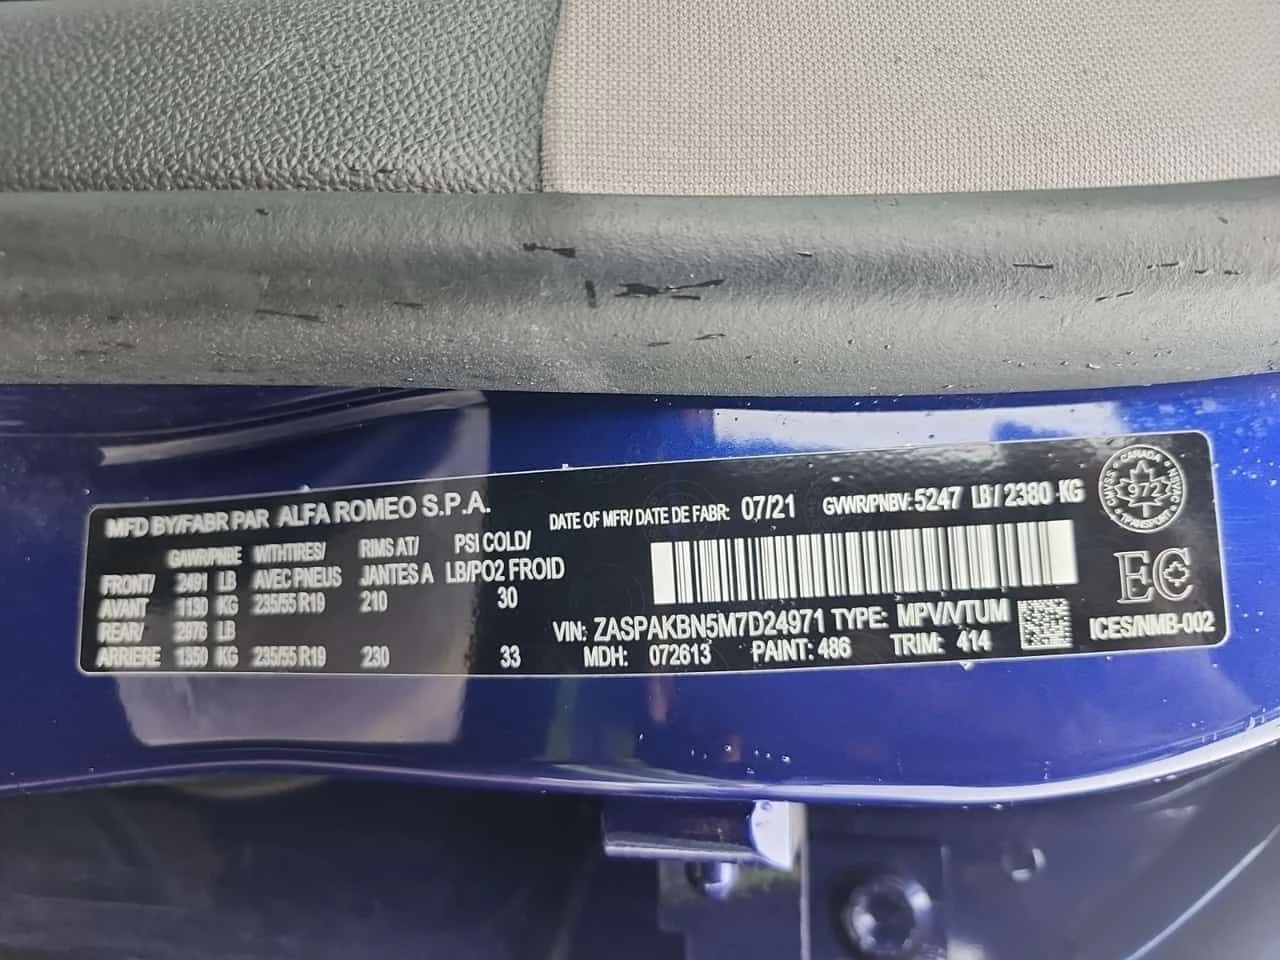 MFD BY/FABR PAR ALFA ROMEO S.P.A. DATE OF MFR/DATE DE FABR: 07/21 GVWR/PNBV: 5247 LB/2380 KG
GAWR/PNBE WITH TIRES/ RIMS AT/ PSI COLD/
FRONT/ 2491 LB AVEC PNEUS JANTES A LB/PO2 FROID
AVANT 1130 KG 235/55 R19 210 30
REAR/ 2976 LB
ARRIERE 1350 KG 235/55 R19 230 33
VIN: ZASPAKBN5M7D24971 TYPE: MPV/VTUM
MDH: 072613 PAINT: 486 TRIM: 414
CANADA
1972
TRANSPORT
EC
ICES/NMB-002